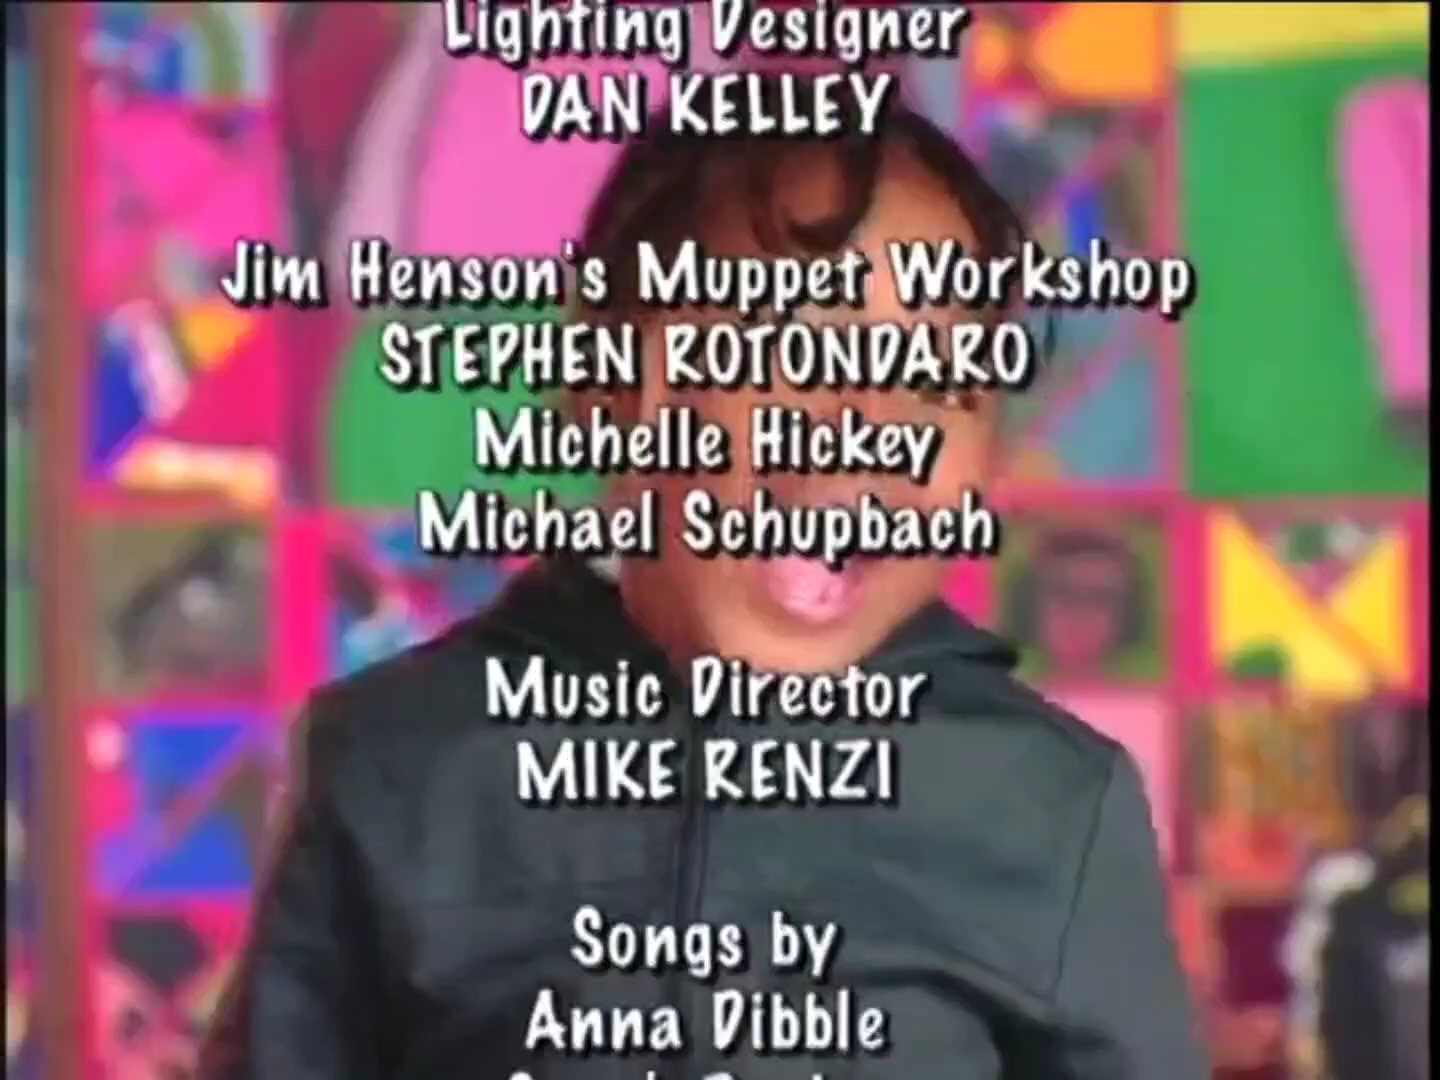 Lighting Designer
DAN KELLEY
Jim Henson's Muppet Workshop
STEPHEN ROTONDARO
Michelle Hickey
Michael Schupbach
Music Director
MIKE RENZI
Songs by
Anna Dibble